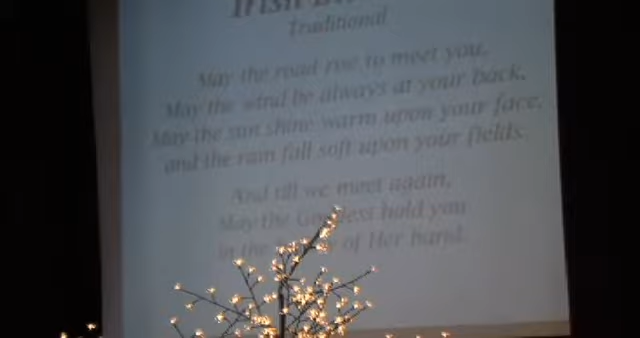 Irish
Traditional
May the road rise to meet you,
May the wind be always at your back,
May the sun shine warm upon your face,
and the rain fall soft upon your fields.
And till we meet again,
May the Goddess hold you
in the of Her hand.